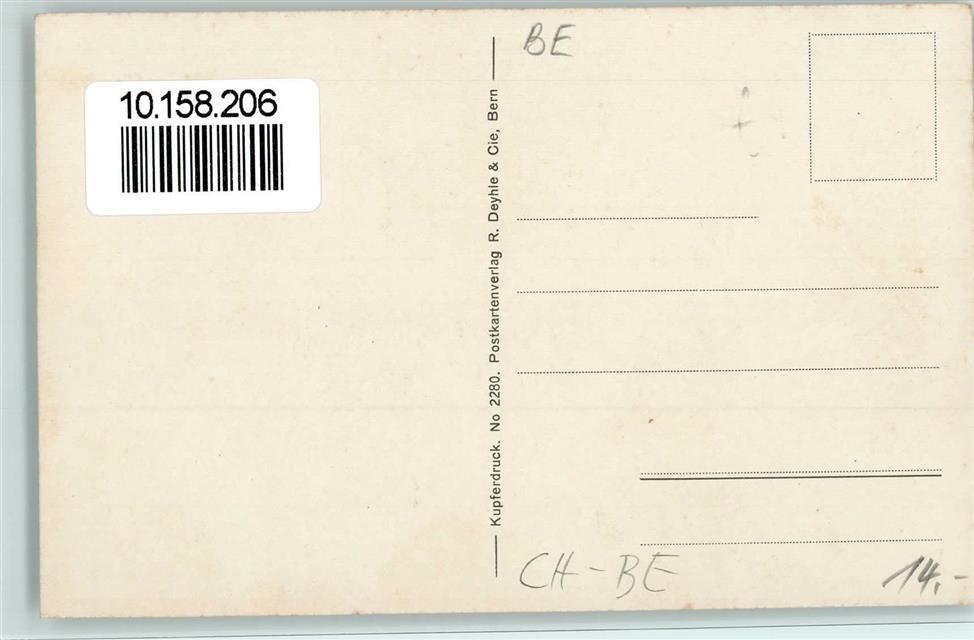 10.158.206
Kupferdruck. No 2280. Postkartenverlag R. Deyhle & Cie, Bern
BE
CH-BE
14.-